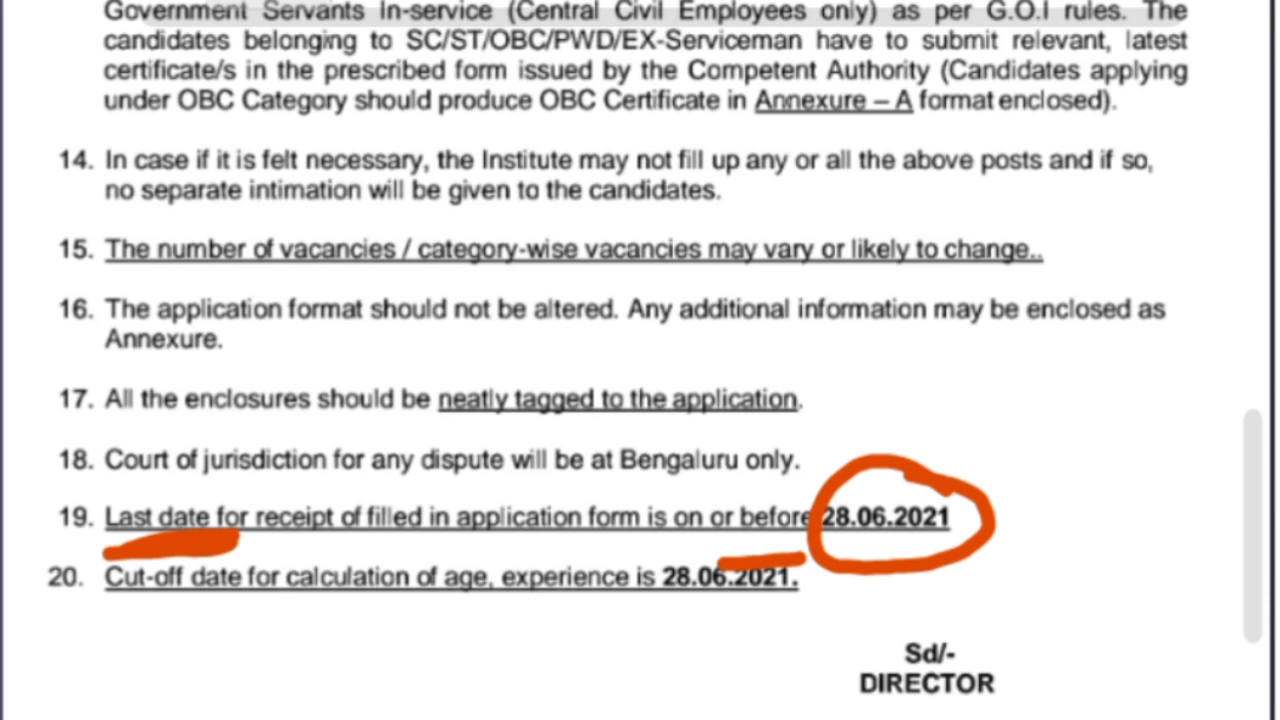 Government Servants In-service (Central Civil Employees only) as per G.O.I rules. The
candidates belonging to SC/ST/OBC/PWD/EX-Serviceman have to submit relevant, latest
certificate/s in the prescribed form issued by the Competent Authority (Candidates applying
under OBC Category should produce OBC Certificate in Annexure – A format enclosed).
14. In case if it is felt necessary, the Institute may not fill up any or all the above posts and if so,
no separate intimation will be given to the candidates.
15. The number of vacancies / category-wise vacancies may vary or likely to change..
16. The application format should not be altered. Any additional information may be enclosed as
Annexure.
17. All the enclosures should be neatly tagged to the application.
18. Court of jurisdiction for any dispute will be at Bengaluru only.
19. Last date for receipt of filled in application form is on or before 28.06.2021
20. Cut-off date for calculation of age, experience is 28.06.2021.
Sd/-
DIRECTOR